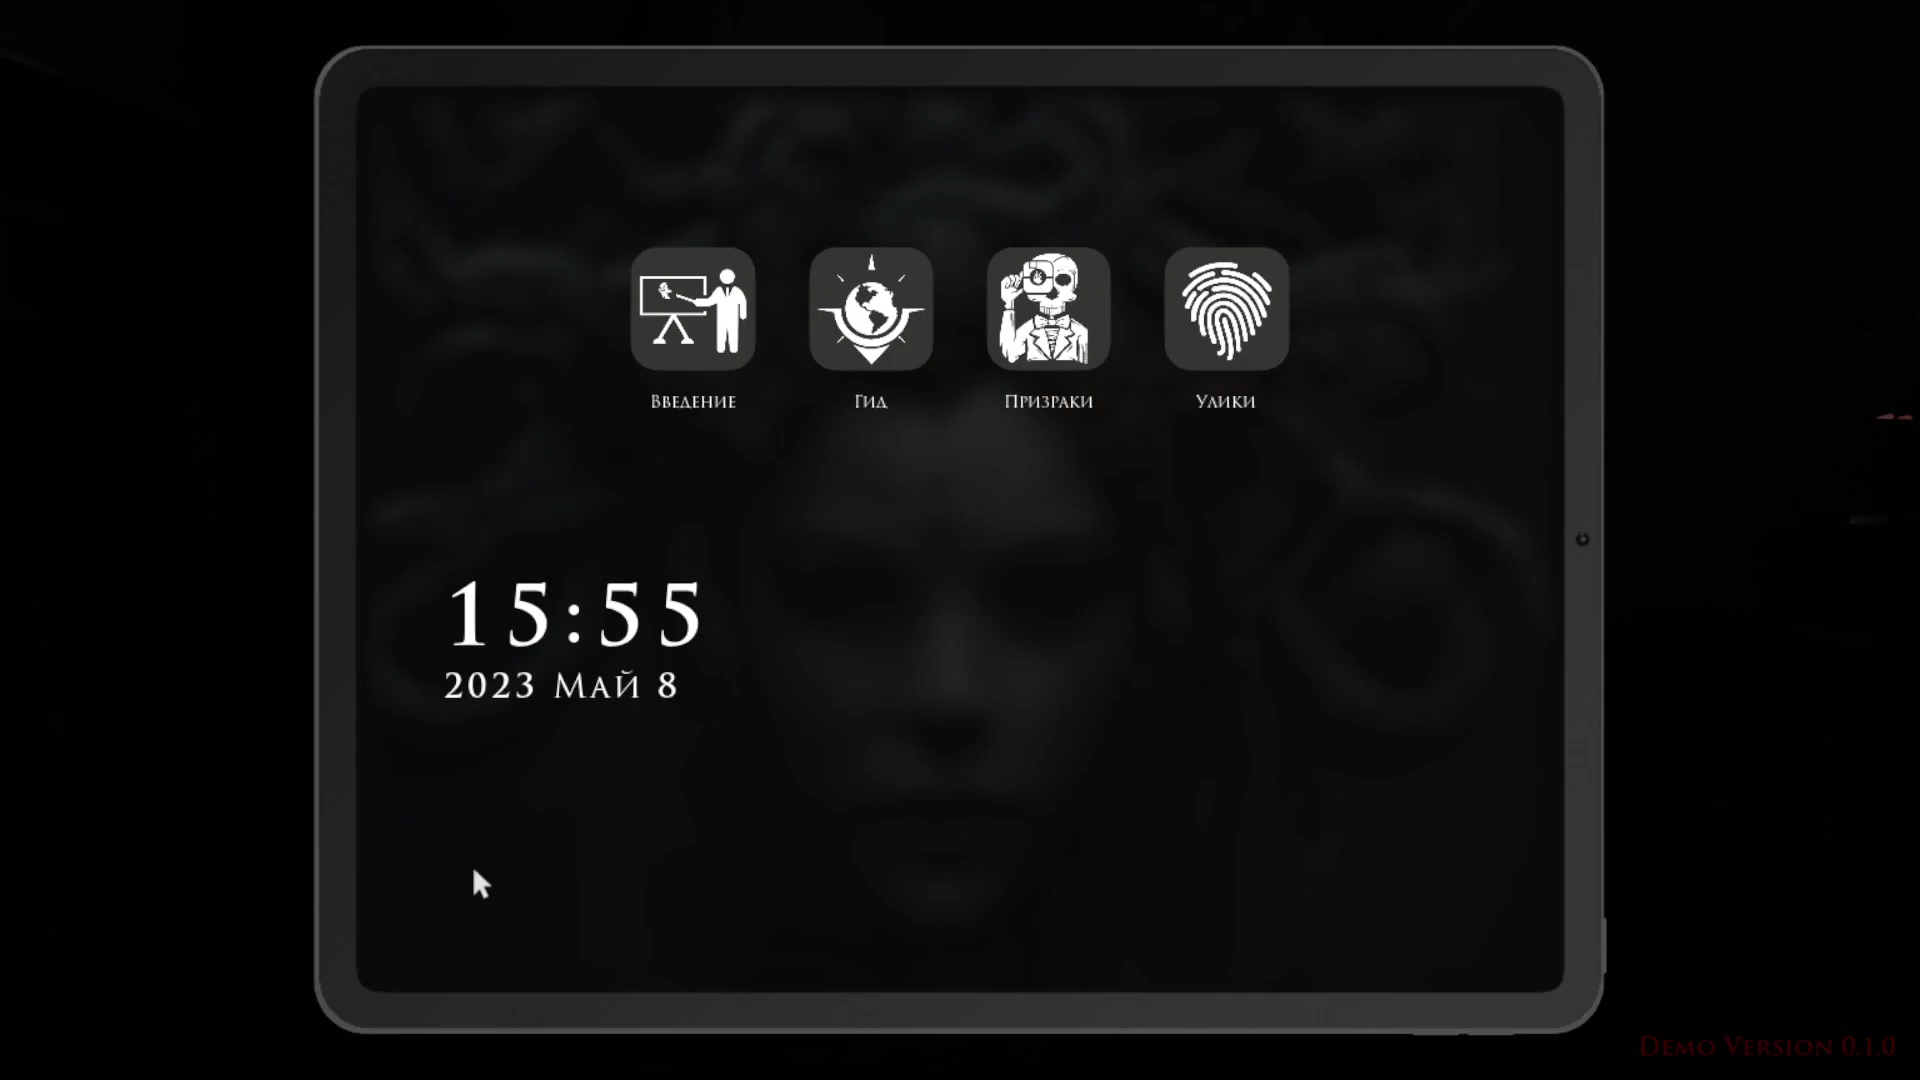 Введение
Гид
Призраки
Улики
15:55
2023 Май 8
Demo Version 0.1.0